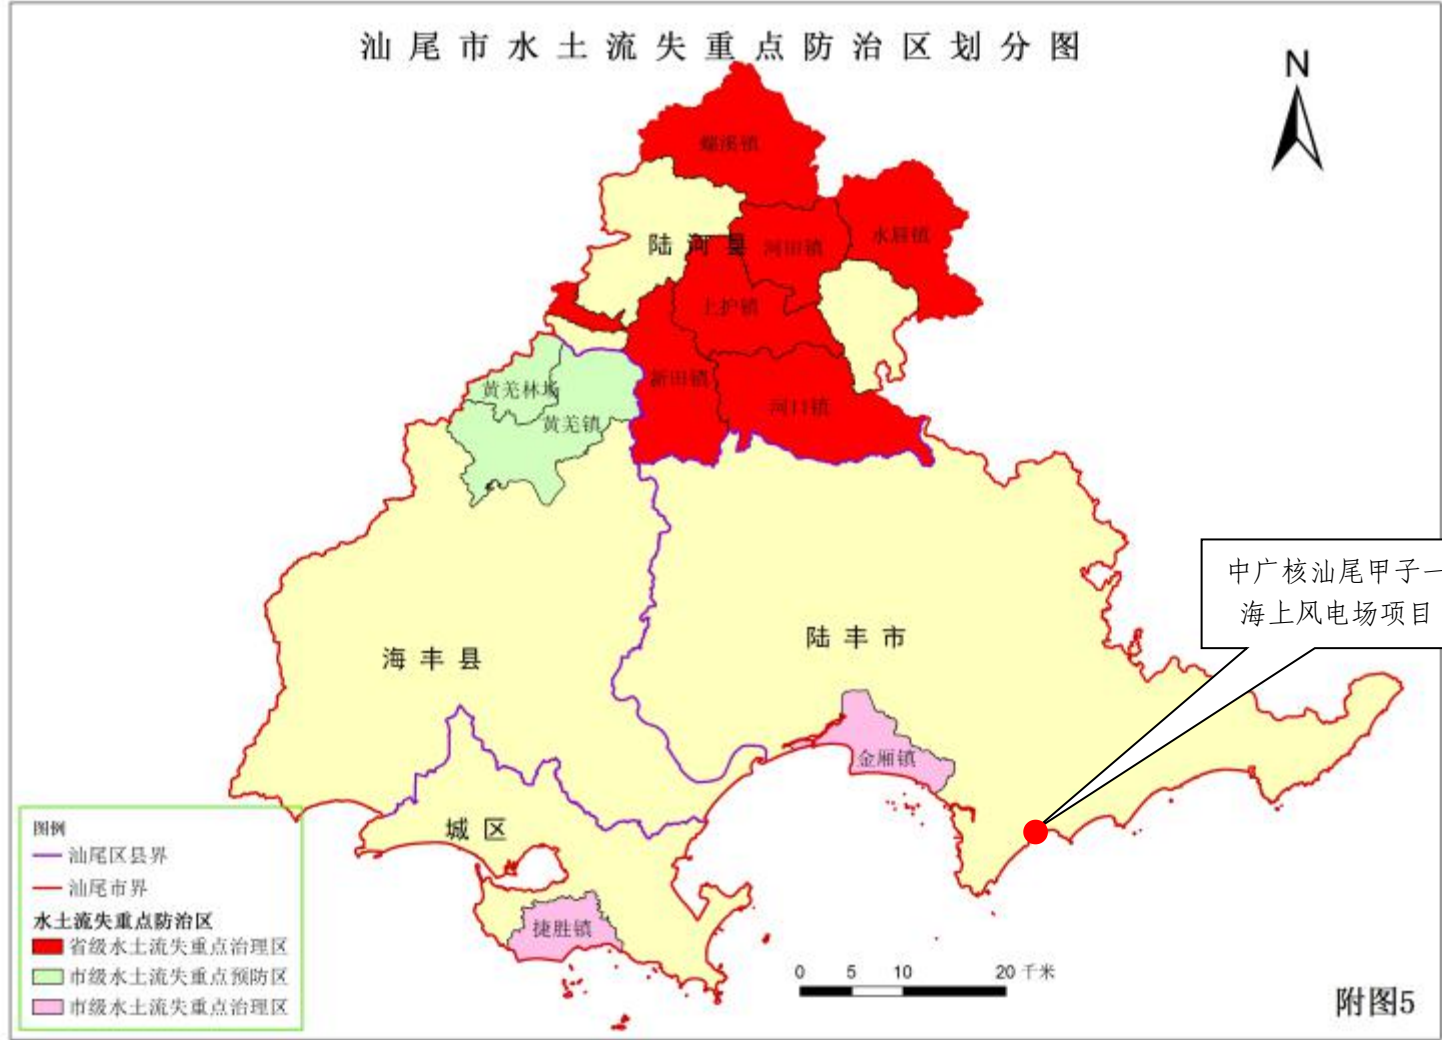 汕尾市水土流失重点防治区划分图
N
螺溪镇
陆河县
河田镇
水唇镇
上护镇
新田镇
河口镇
黄羌林场
黄羌镇
中广核汕尾甲子一
海上风电场项目
海丰县
陆丰市
金厢镇
城区
捷胜镇
图例
汕尾区县界
汕尾市界
水土流失重点防治区
省级水土流失重点治理区
市级水土流失重点预防区
市级水土流失重点治理区
0 5 10 20 千米
附图5